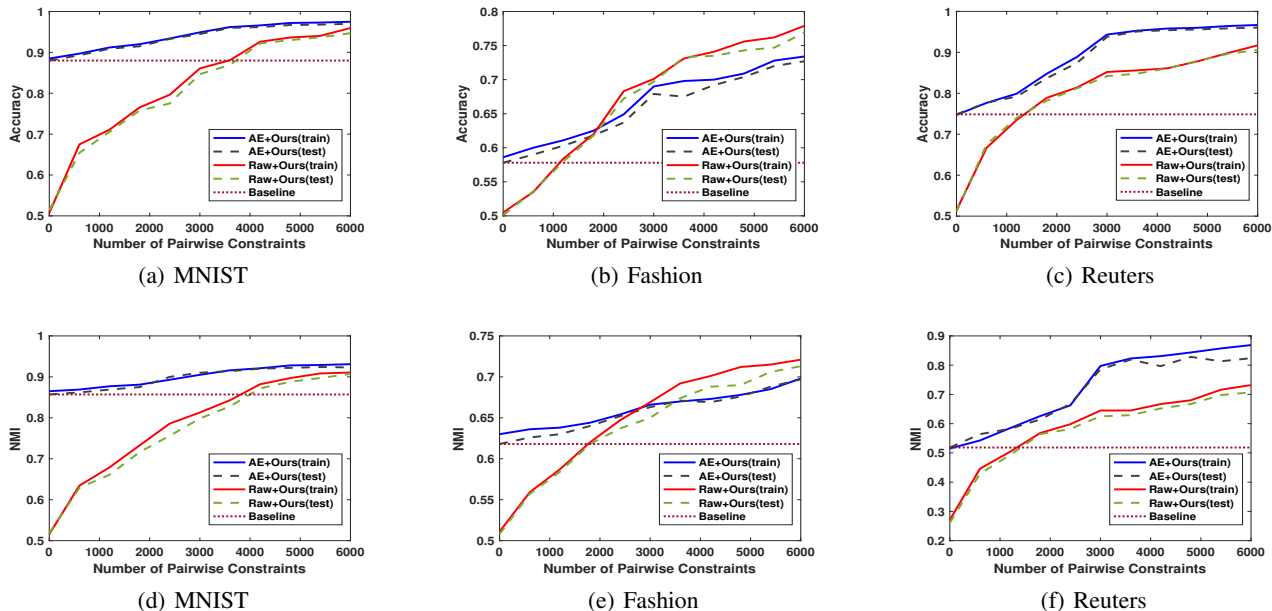 1
0.9
0.8
0.7
0.6
0.5
Accuracy
AE+Ours(train)
AE+Ours(test)
Raw+Ours(train)
Raw+Ours(test)
Baseline
0 1000 2000 3000 4000 5000 6000
Number of Pairwise Constraints
(a) MNIST
0.8
0.75
0.7
0.65
0.6
0.55
0.5
Accuracy
AE+Ours(train)
AE+Ours(test)
Raw+Ours(train)
Raw+Ours(test)
Baseline
0 1000 2000 3000 4000 5000 6000
Number of Pairwise Constraints
(b) Fashion
1
0.9
0.8
0.7
0.6
0.5
Accuracy
AE+Ours(train)
AE+Ours(test)
Raw+Ours(train)
Raw+Ours(test)
Baseline
0 1000 2000 3000 4000 5000 6000
Number of Pairwise Constraints
(c) Reuters
1
0.9
0.8
0.7
0.6
0.5
NMI
AE+Ours(train)
AE+Ours(test)
Raw+Ours(train)
Raw+Ours(test)
Baseline
0 1000 2000 3000 4000 5000 6000
Number of Pairwise Constraints
(d) MNIST
0.75
0.7
0.65
0.6
0.55
0.5
NMI
AE+Ours(train)
AE+Ours(test)
Raw+Ours(train)
Raw+Ours(test)
Baseline
0 1000 2000 3000 4000 5000 6000
Number of Pairwise Constraints
(e) Fashion
0.9
0.8
0.7
0.6
0.5
0.4
0.3
0.2
NMI
AE+Ours(train)
AE+Ours(test)
Raw+Ours(train)
Raw+Ours(test)
Baseline
0 1000 2000 3000 4000 5000 6000
Number of Pairwise Constraints
(f) Reuters